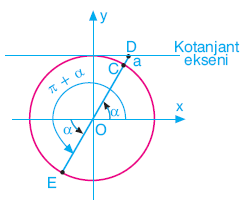 y
D
Kotanjant
ekseni
C
a
π + α
α
α
x
O
E